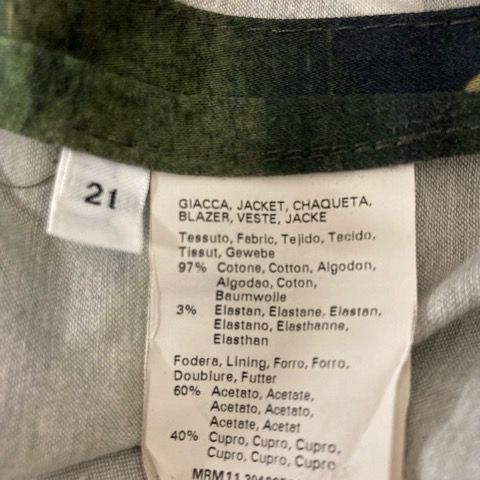 21
GIACCA, JACKET, CHAQUETA,
BLAZER, VESTE, JACKE
Tessuto, Fabric, Tejido, Tecido,
Tissut, Gewebe
97% Cotone, Cotton, Algodon,
Algodao, Coton,
Baumwolle
3% Elastan, Elastane, Elastan,
Elastano, Elasthanne,
Elasthan
Fodera, Lining, Forro, Forro,
Doublure, Futter
60% Acetato, Acetate,
Acetato, Acetato,
Acetate, Acetat
40% Cupro, Cupro, Cupro,
Cupro, Cupro, Cupro